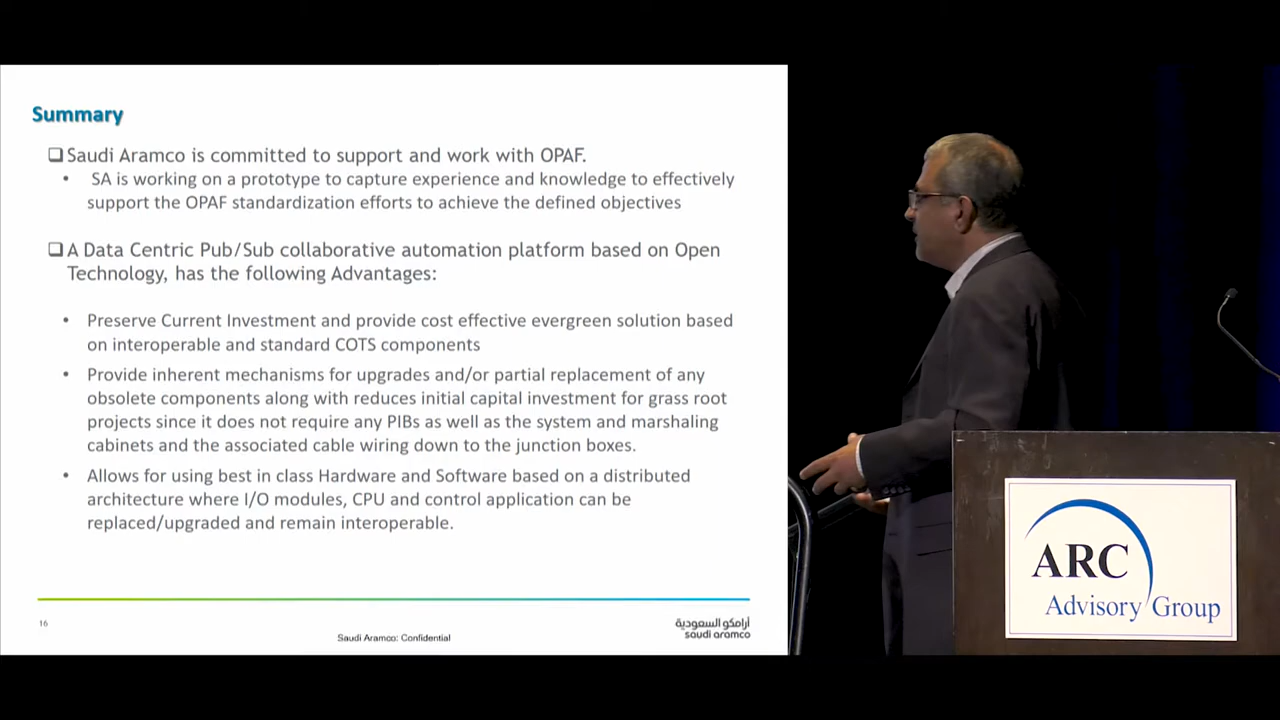 Summary
❑Saudi Aramco is committed to support and work with OPAF.
• SA is working on a prototype to capture experience and knowledge to effectively
support the OPAF standardization efforts to achieve the defined objectives
❑A Data Centric Pub/Sub collaborative automation platform based on Open
Technology, has the following Advantages:
• Preserve Current Investment and provide cost effective evergreen solution based
on interoperable and standard COTS components
• Provide inherent mechanisms for upgrades and/or partial replacement of any
obsolete components along with reduces initial capital investment for grass root
projects since it does not require any PIBs as well as the system and marshaling
cabinets and the associated cable wiring down to the junction boxes.
• Allows for using best in class Hardware and Software based on a distributed
architecture where I/O modules, CPU and control application can be
replaced/upgraded and remain interoperable.
16
Saudi Aramco: Confidential
أرامكو السعودية
saudi aramco
ARC
Advisory Group